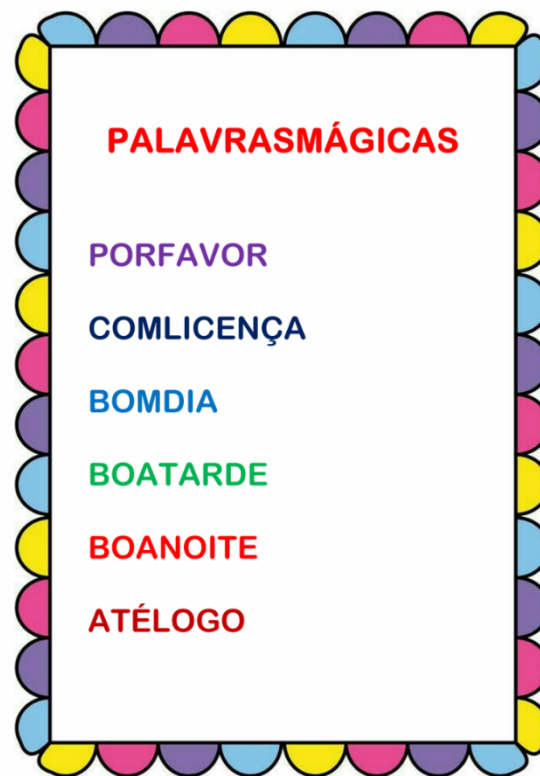 PALAVRASMÁGICAS
PORFAVOR
COMLICENÇA
BOMDIA
BOATARDE
BOANOITE
ATÉLOGO